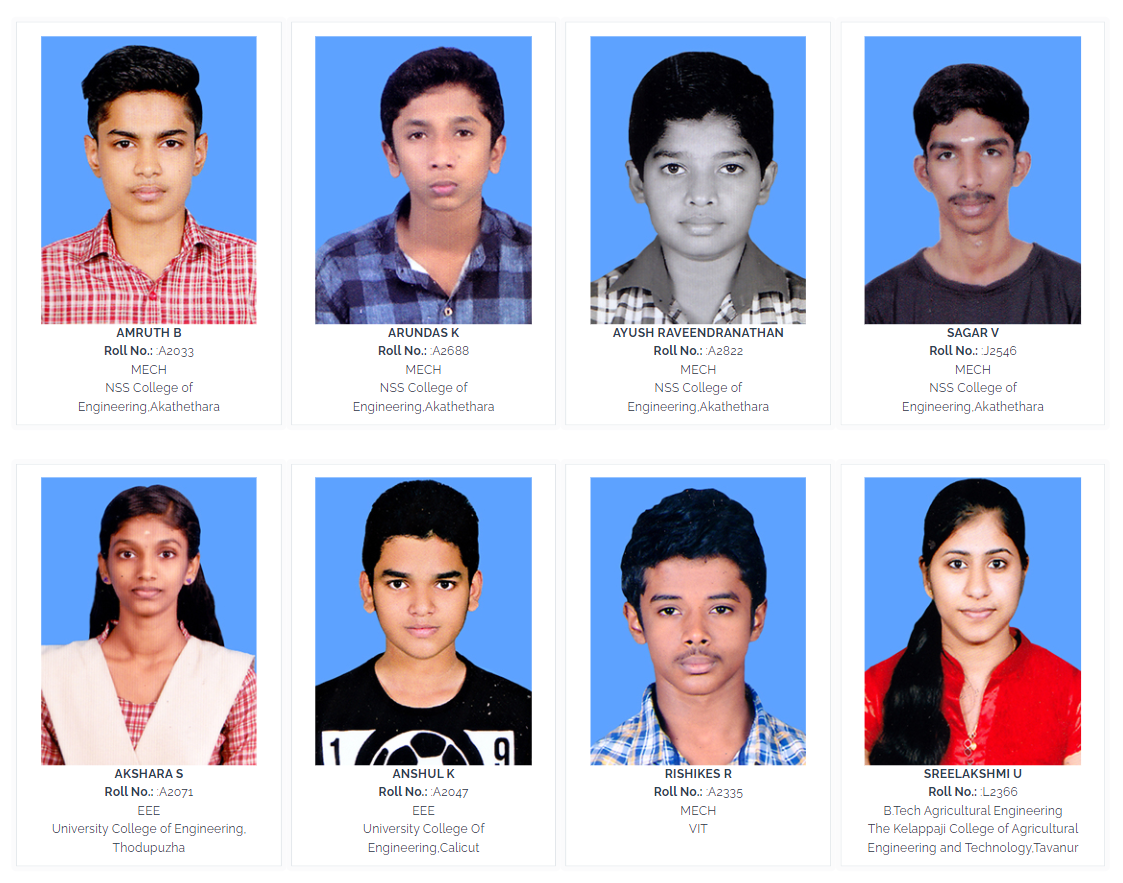 AMRUTH B
Roll No.: :A2033
MECH
NSS College of
Engineering,Akathethara
ARUNDAS K
Roll No.: :A2688
MECH
NSS College of
Engineering,Akathethara
AYUSH RAVEENDRANATHAN
Roll No.: :A2822
MECH
NSS College of
Engineering,Akathethara
SAGAR V
Roll No.: :J2546
MECH
NSS College of
Engineering,Akathethara
AKSHARA S
Roll No.: :A2071
EEE
University College of Engineering,
Thodupuzha
1 9
ANSHUL K
Roll No.: :A2047
EEE
University College Of
Engineering,Calicut
RISHIKES R
Roll No.: :A2335
MECH
VIT
SREELAKSHMI U
Roll No.: :L2366
B.Tech Agricultural Engineering
The Kelappaji College of Agricultural
Engineering and Technology,Tavanur